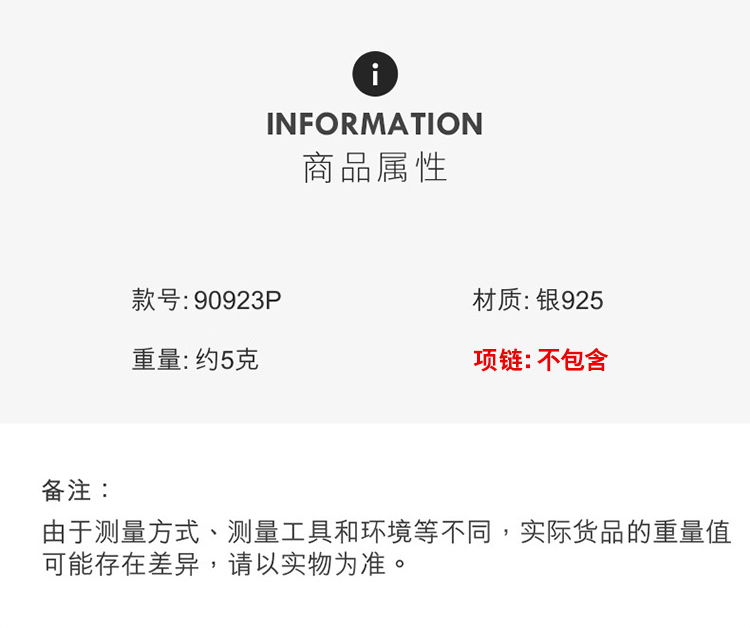 i
INFORMATION
商品属性
款号: 90923P
材质: 银925
重量: 约5克
项链: 不包含
备注：
由于测量方式、测量工具和环境等不同，实际货品的重量值
可能存在差异，请以实物为准。